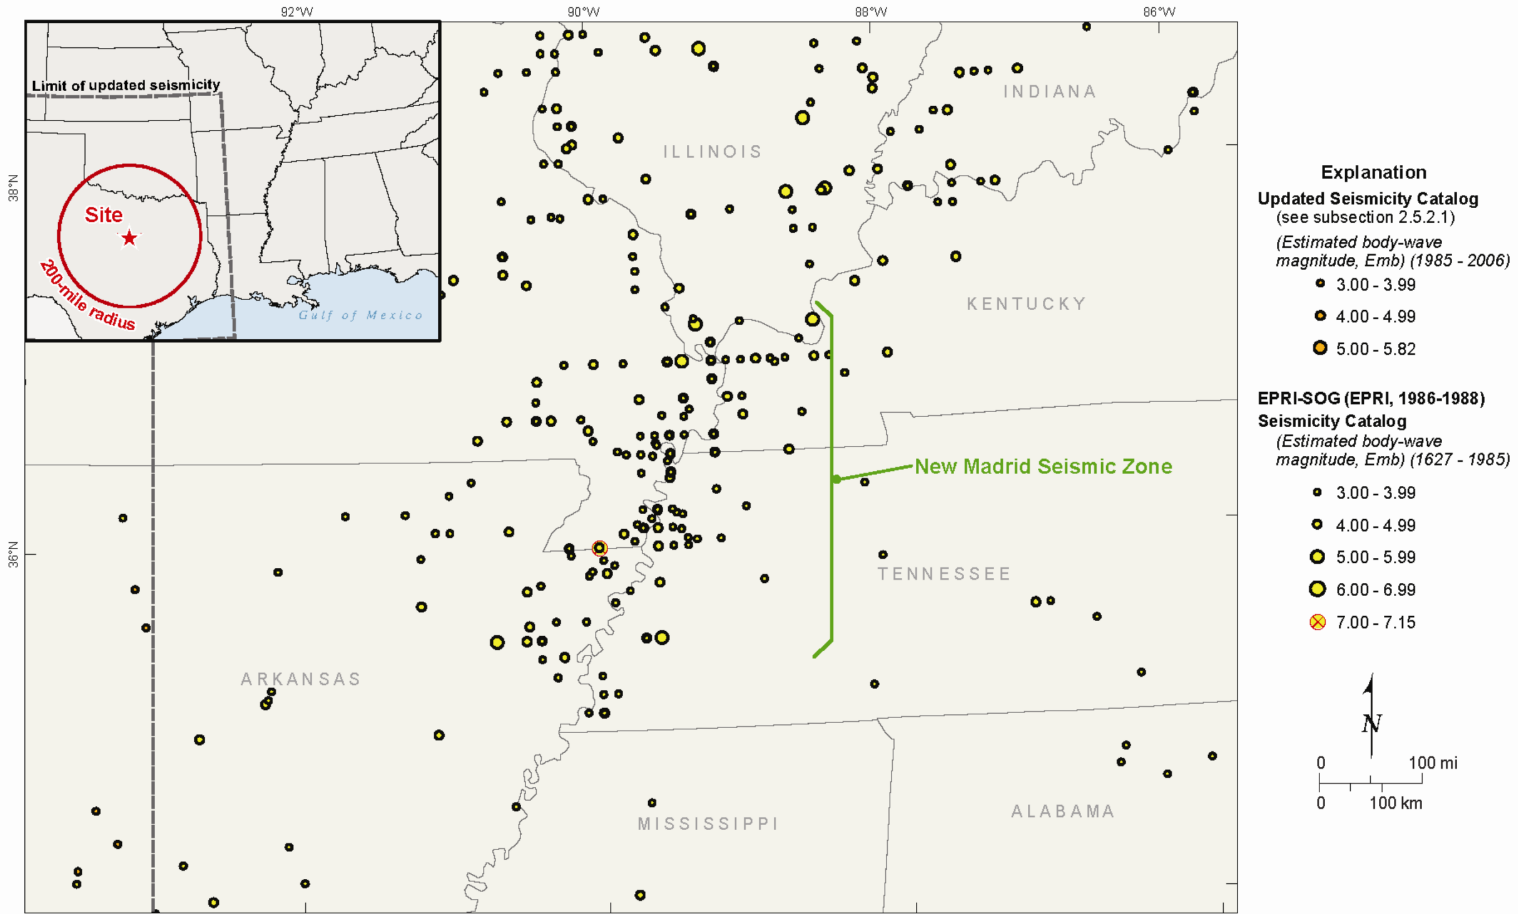 92°W
90°W
88°W
86°W
38°N
36°N
Limit of updated seismicity
Site
200-mile radius
Gulf of Mexico
INDIANA
ILLINOIS
KENTUCKY
New Madrid Seismic Zone
TENNESSEE
ARKANSAS
MISSISSIPPI
ALABAMA
Explanation
Updated Seismicity Catalog
(see subsection 2.5.2.1)
(Estimated body-wave
magnitude, Emb) (1985 - 2006)
3.00 - 3.99
4.00 - 4.99
5.00 - 5.82
EPRI-SOG (EPRI, 1986-1988)
Seismicity Catalog
(Estimated body-wave
magnitude, Emb) (1627 - 1985)
3.00 - 3.99
4.00 - 4.99
5.00 - 5.99
6.00 - 6.99
7.00 - 7.15
N
0 100 mi
0 100 km